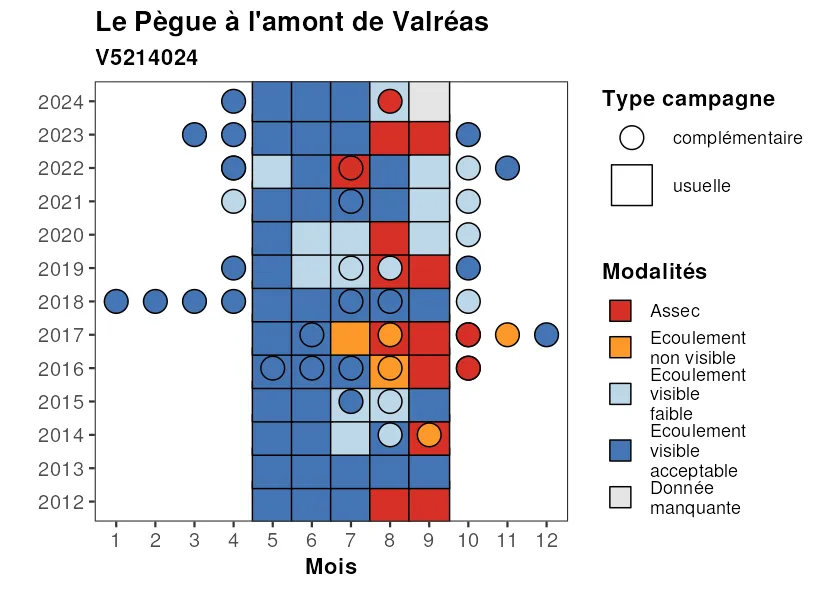 Le Pègue à l'amont de Valréas
V5214024
2024
2023
2022
2021
2020
2019
2018
2017
2016
2015
2014
2013
2012
1 2 3 4 5 6 7 8 9 10 11 12
Mois
Type campagne
complémentaire
usuelle
Modalités
Assec
Ecoulement
non visible
Ecoulement
visible
faible
Ecoulement
visible
acceptable
Donnée
manquante